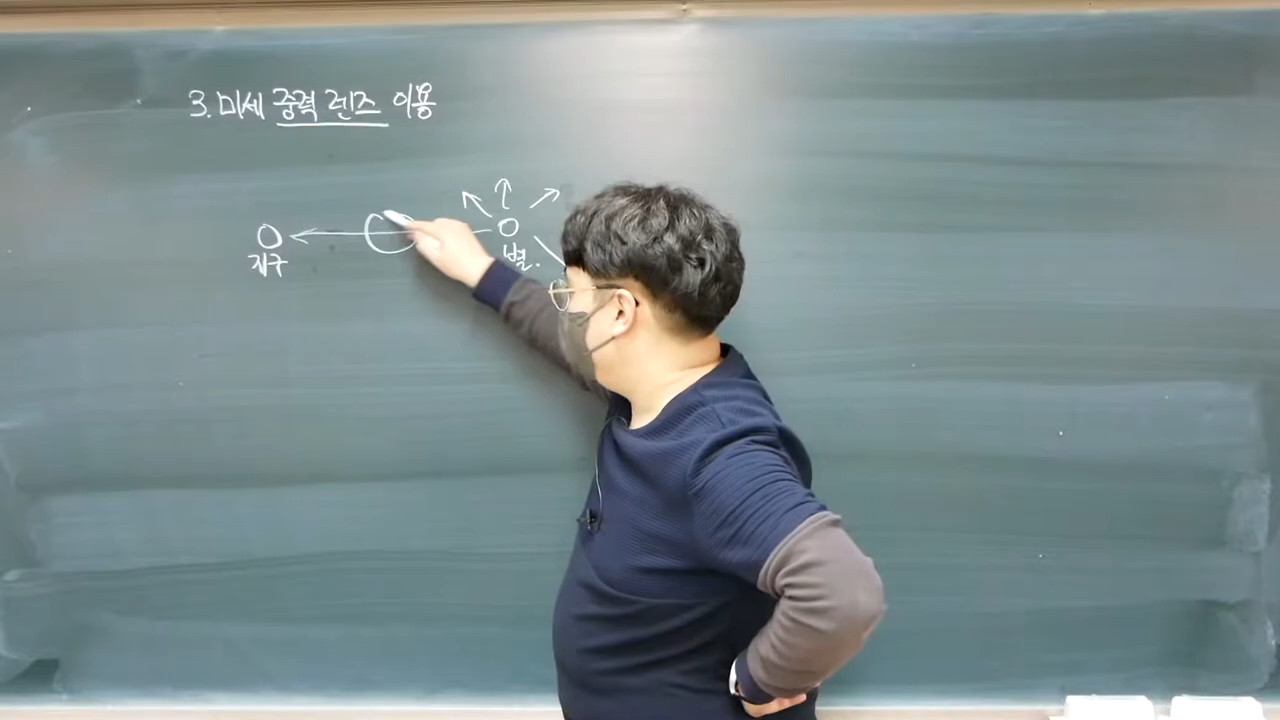 3. 미세 중력 렌즈 이용
지구
별.